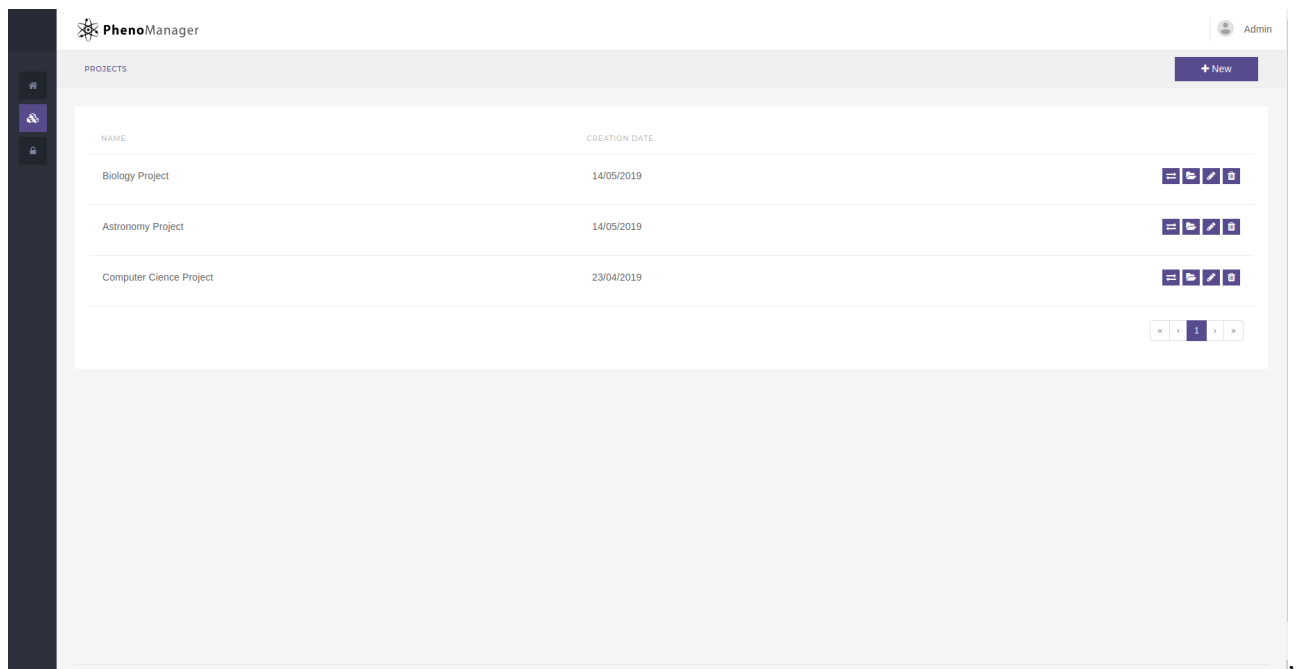 PhenoManager
Admin
PROJECTS
+ New
NAME CREATION DATE
Biology Project 14/05/2019
Astronomy Project 14/05/2019
Computer Cience Project 23/04/2019
« ‹ 1 › »